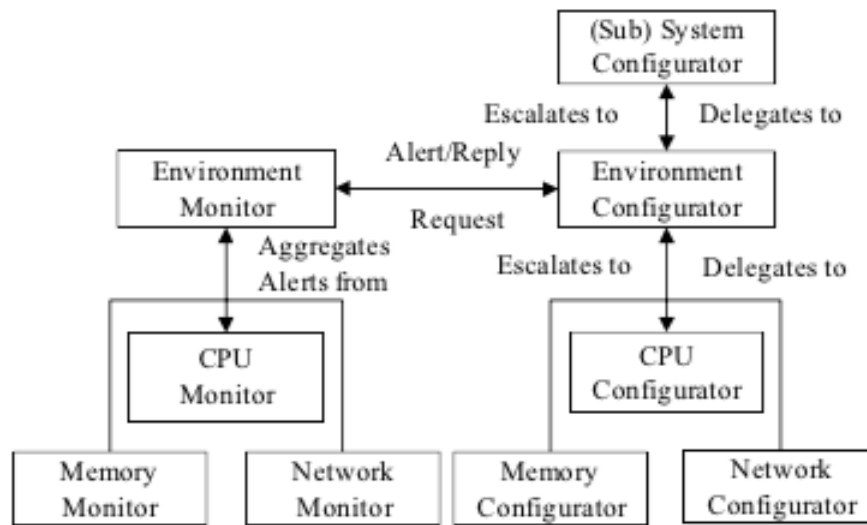 (Sub) System
Configurator
Escalates to
Delegates to
Environment
Monitor
Alert/Reply
Request
Environment
Configurator
Aggregates
Alerts from
Escalates to
Delegates to
CPU
Monitor
CPU
Configurator
Memory
Monitor
Network
Monitor
Memory
Configurator
Network
Configurator